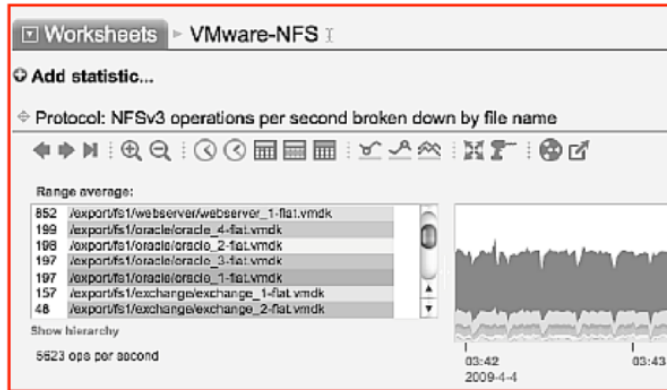 Worksheets VMware-NFS
Add statistic...
Protocol: NFSv3 operations per second broken down by file name
Range average:
852 /export/fs1/webserver/webserver_1-flat.vmdk
199 /export/fs1/oracle/oracle_4-flat.vmdk
198 /export/fs1/oracle/oracle_2-flat.vmdk
197 /export/fs1/oracle/oracle_3-flat.vmdk
197 /export/fs1/oracle/oracle_1-flat.vmdk
157 /export/fs1/exchange/exchange_1-flat.vmdk
48 /export/fs1/exchange/exchange_2-flat.vmdk
Show hierarchy
5623 ops per second
03:42 03:43
2009-4-4